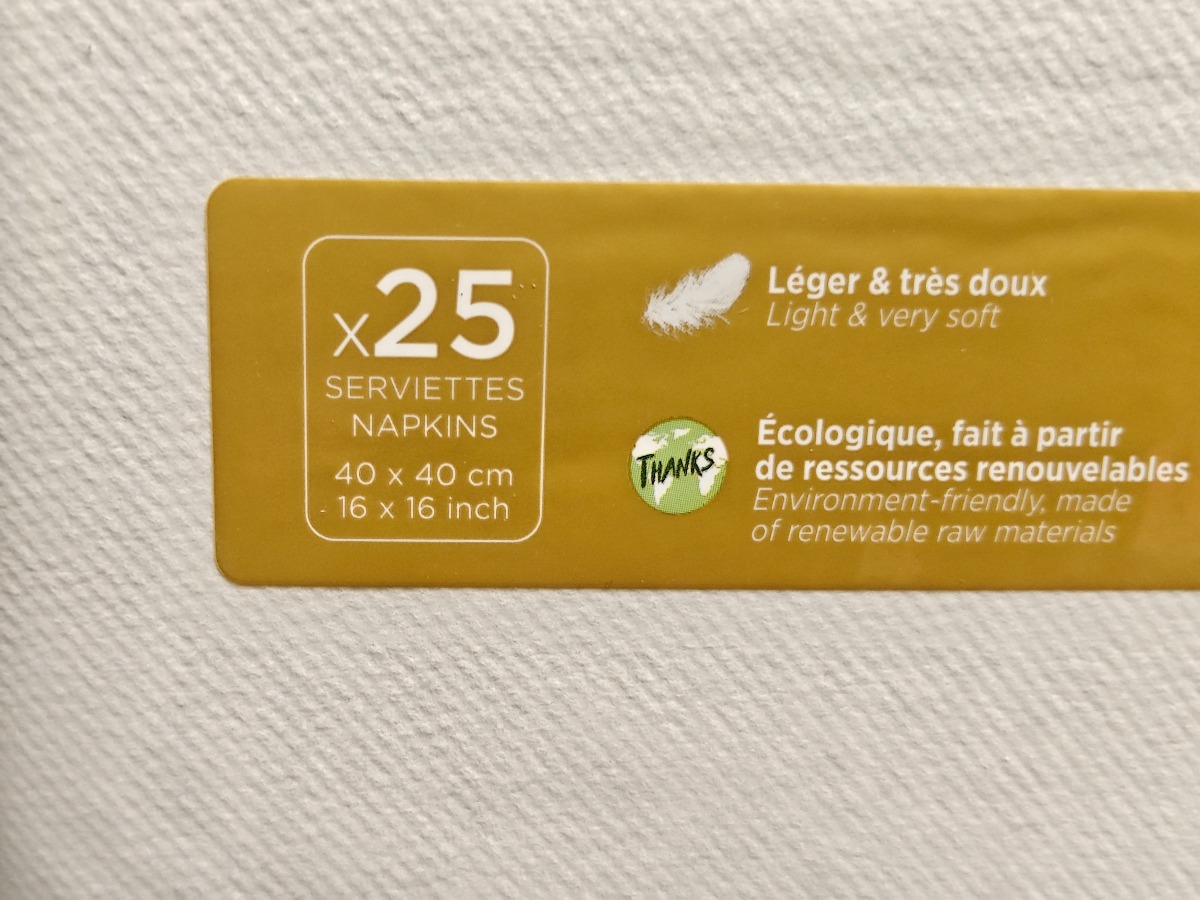 x25
SERVIETTES
NAPKINS
40 x 40 cm
16 x 16 inch
Léger & très doux
Light & very soft
THANKS
Écologique, fait à partir
de ressources renouvelables
Environment-friendly, made
of renewable raw materials